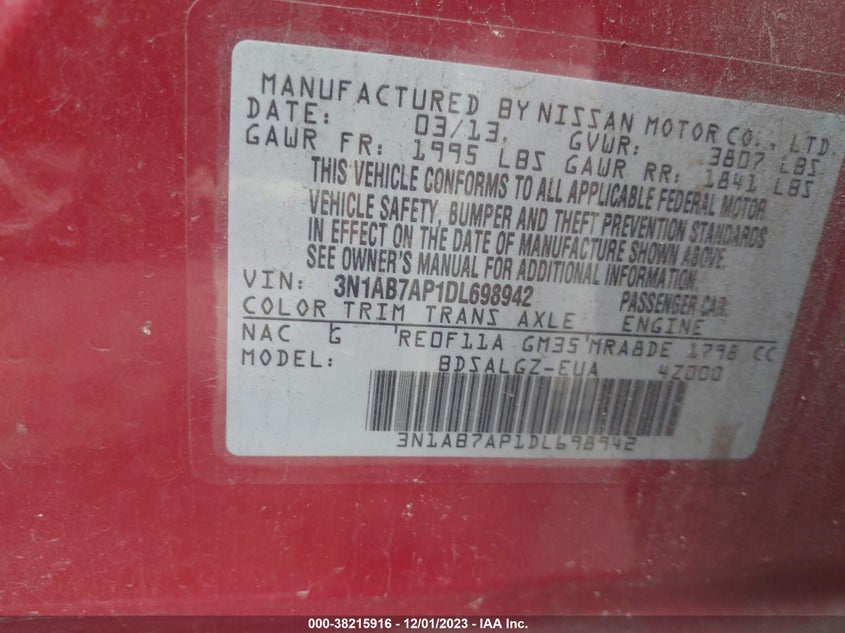 MANUFACTURED BY NISSAN MOTOR CO., LTD
DATE: 03/13, GVWR: 3807 LBS
GAWR FR: 1995 LBS GAWR RR: 1841 LBS
THIS VEHICLE CONFORMS TO ALL APPLICABLE FEDERAL MOTOR
VEHICLE SAFETY, BUMPER AND THEFT PREVENTION STANDARDS
IN EFFECT ON THE DATE OF MANUFACTURE SHOWN ABOVE.
SEE OWNER'S MANUAL FOR ADDITIONAL INFORMATION.
VIN: 3N1AB7AP1DL698942 PASSENGER CAR
COLOR TRIM TRANS AXLE ENGINE
NAC G 'RE0F11A GM35'MRA8DE 1798 CC
MODEL: BDSALGZ-EUA 4Z000
3N1AB7AP1DL698942
000-38215916 - 12/01/2023 - IAA Inc.